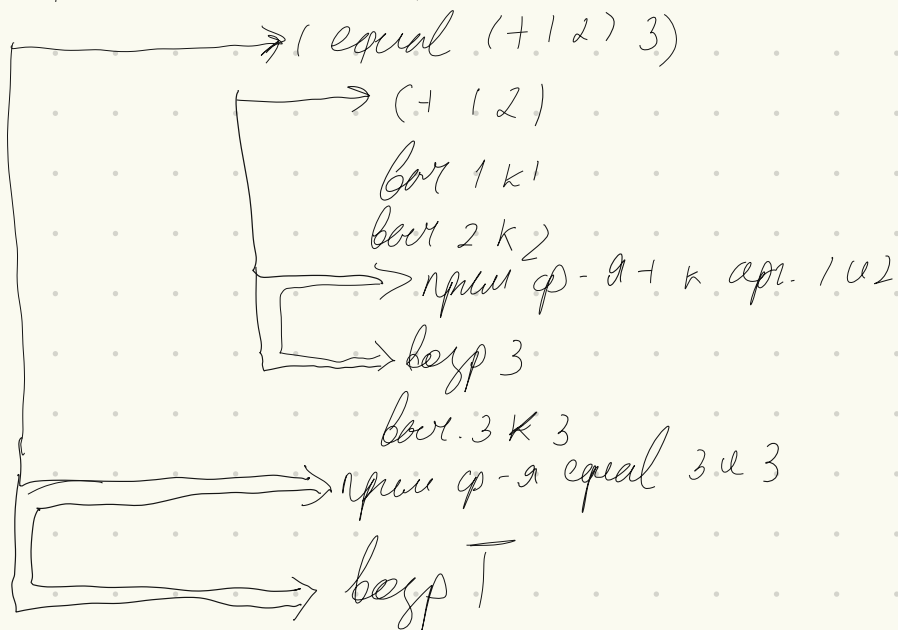 ( equal (+ 1 2) 3)
(+ 1 2)
выч 1 к 1
выч 2 к 2
прим ф-я + к арг. 1 и 2
возвр 3
выч. 3 к 3
прим ф-я equal 3 и 3
возвр T